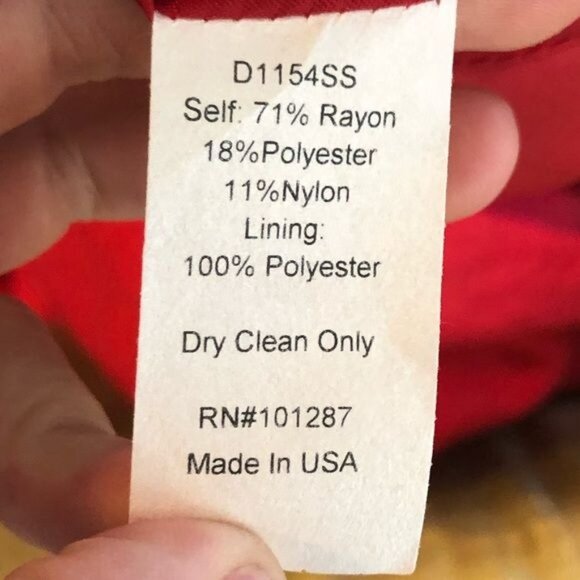 D1154SS
Self: 71% Rayon
18%Polyester
11%Nylon
Lining:
100% Polyester
Dry Clean Only
RN#101287
Made In USA